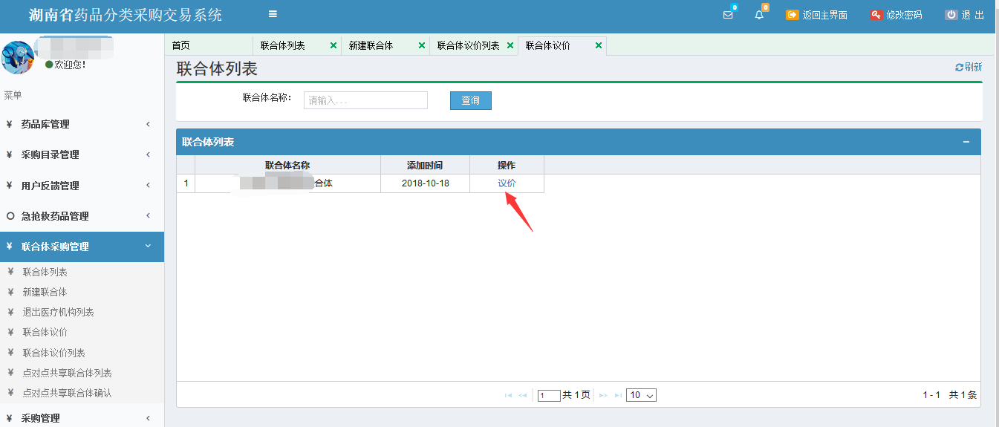 湖南省药品分类采购交易系统
0
0
返回主界面
修改密码
退 出
欢迎您!
菜单
¥ 药品库管理
¥ 采购目录管理
¥ 用户反馈管理
急抢救药品管理
¥ 联合体采购管理
¥ 联合体列表
¥ 新建联合体
¥ 退出医疗机构列表
¥ 联合体议价
¥ 联合体议价列表
¥ 点对点共享联合体列表
¥ 点对点共享联合体确认
¥ 采购管理
首页 联合体列表 新建联合体 联合体议价列表 联合体议价
联合体列表
刷新
联合体名称: 请输入... 查询
联合体列表
联合体名称 添加时间 操作
1 合体 2018-10-18 议价
1 共 1 页 10
1 - 1 共 1 条